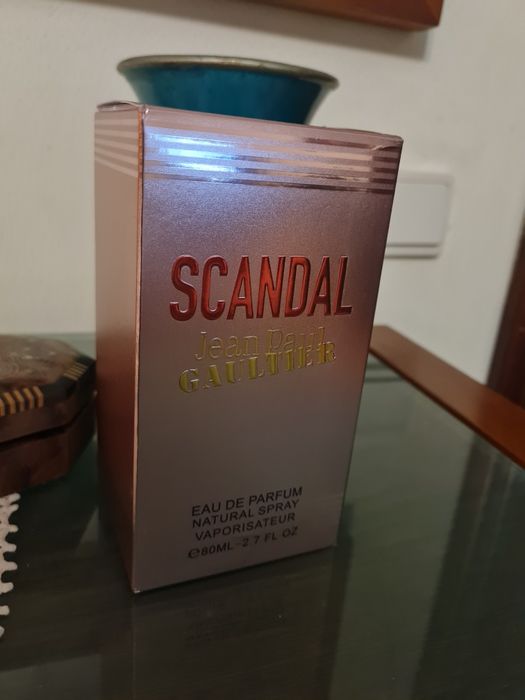 SCANDAL
Jean Paul
GAULTIER
EAU DE PARFUM
NATURAL SPRAY
VAPORISATEUR
℮80ML-2 7 FL OZ